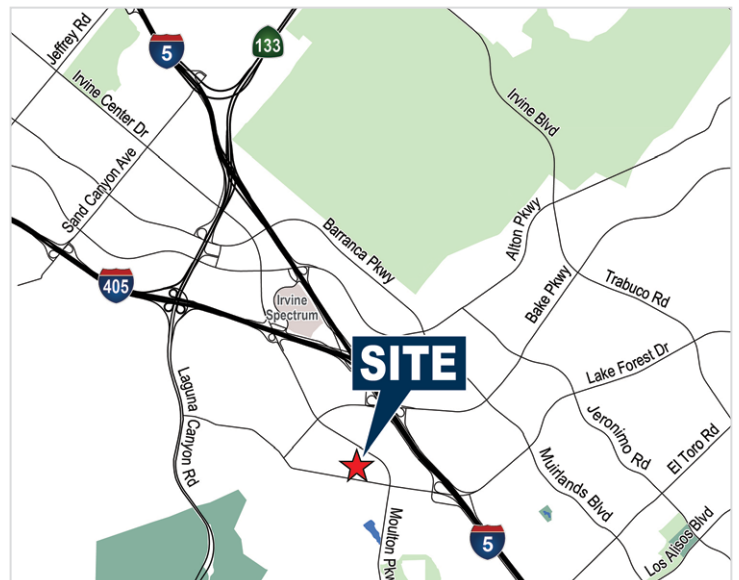 Jeffrey Rd
5
133
Irvine Center Dr
Irvine Blvd
Sand Canyon Ave
Barranca Pkwy
Alton Pkwy
405
Irvine
Spectrum
Bake Pkwy
Trabuco Rd
SITE
Lake Forest Dr
Laguna Canyon Rd
Jeronimo Rd
El Toro Rd
Muirlands Blvd
Moulton Pkw
5
Los Alisos Blvd